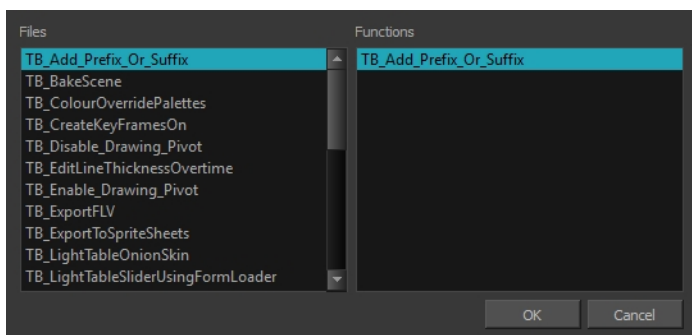 Files
Functions
TB_Add_Prefix_Or_Suffix
TB_BakeScene
TB_ColourOverridePalettes
TB_CreateKeyFramesOn
TB_Disable_Drawing_Pivot
TB_EditLineThicknessOvertime
TB_Enable_Drawing_Pivot
TB_ExportFLV
TB_ExportToSpriteSheets
TB_LightTableOnionSkin
TB_LightTableSliderUsingFormLoader
TB_Add_Prefix_Or_Suffix
OK
Cancel